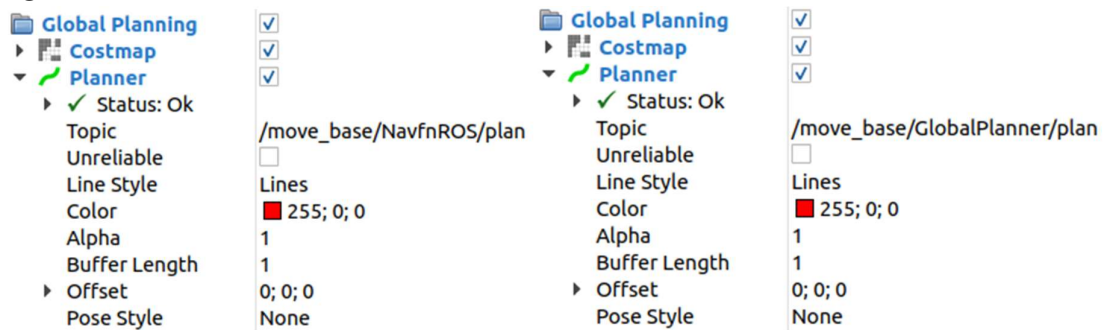 Global Planning
Costmap
Planner
Status: Ok
Topic /move_base/NavfnROS/plan
Unreliable
Line Style Lines
Color 255; 0; 0
Alpha 1
Buffer Length 1
Offset 0; 0; 0
Pose Style None
Global Planning
Costmap
Planner
Status: Ok
Topic /move_base/GlobalPlanner/plan
Unreliable
Line Style Lines
Color 255; 0; 0
Alpha 1
Buffer Length 1
Offset 0; 0; 0
Pose Style None